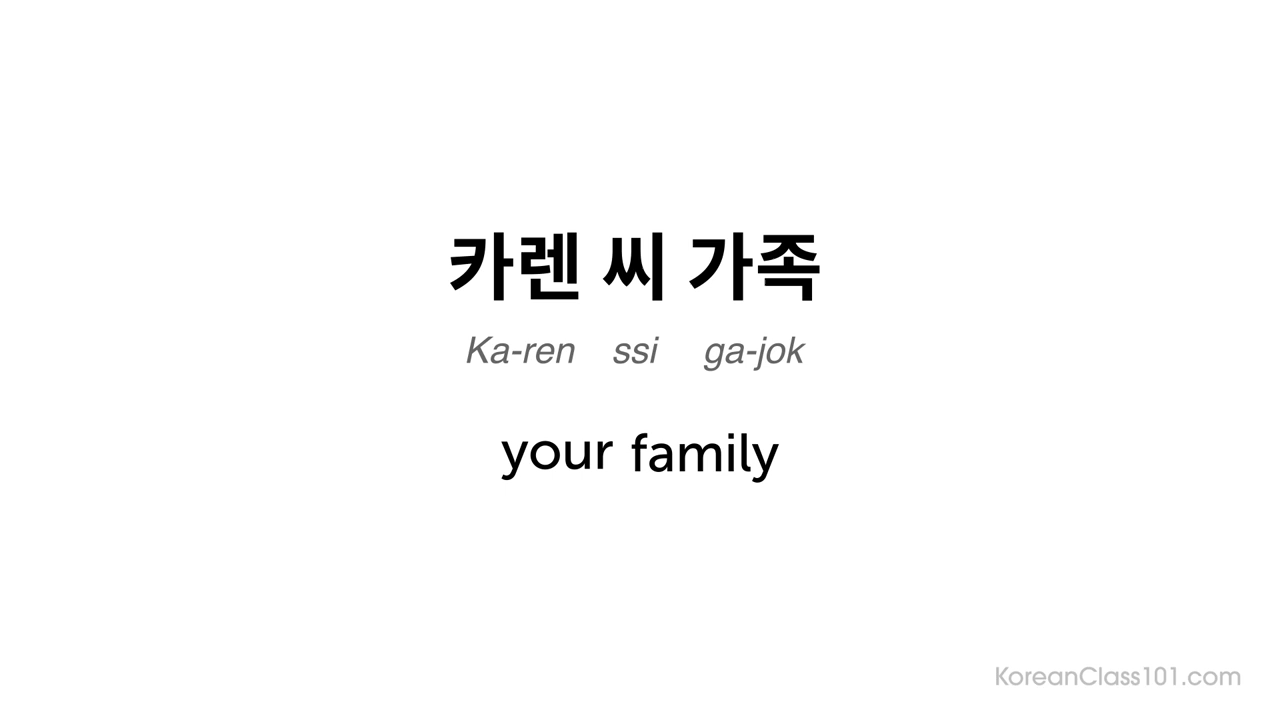 카렌 씨 가족
Ka-ren ssi ga-jok
your family
KoreanClass101.com